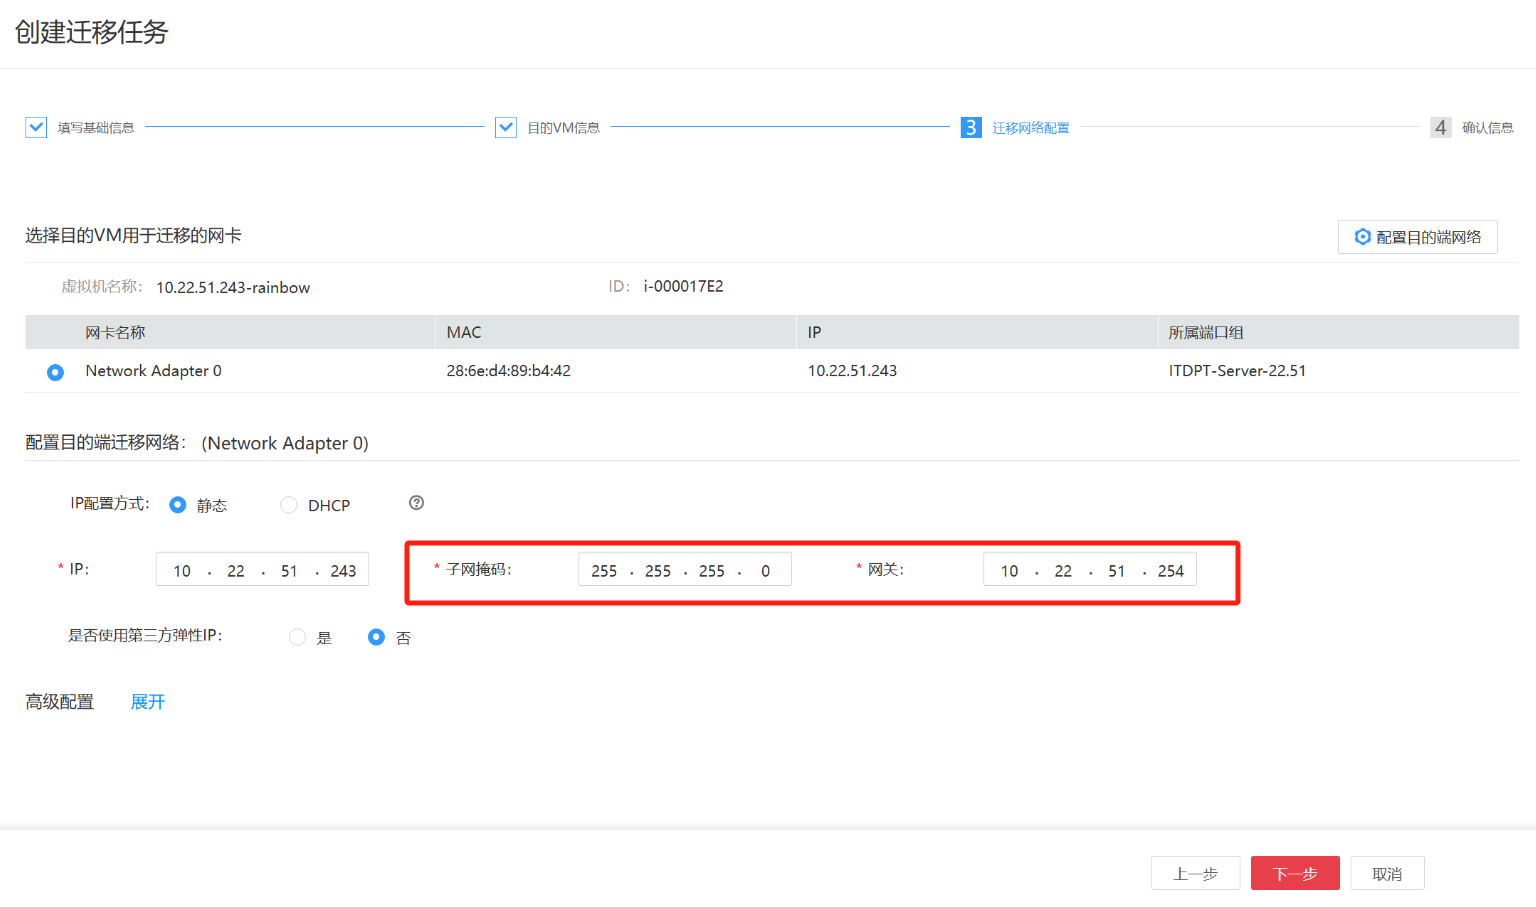 创建迁移任务
填写基础信息 目的VM信息 3 迁移网络配置 4 确认信息
选择目的VM用于迁移的网卡 配置目的端网络
虚拟机名称: 10.22.51.243-rainbow ID: i-000017E2
网卡名称 MAC IP 所属端口组
Network Adapter 0 28:6e:d4:89:b4:42 10.22.51.243 ITDPT-Server-22.51
配置目的端迁移网络: (Network Adapter 0)
IP配置方式: 静态 DHCP ?
* IP: 10 . 22 . 51 . 243 * 子网掩码: 255 . 255 . 255 . 0 * 网关: 10 . 22 . 51 . 254
是否使用第三方弹性IP: 是 否
高级配置 展开
上一步 下一步 取消